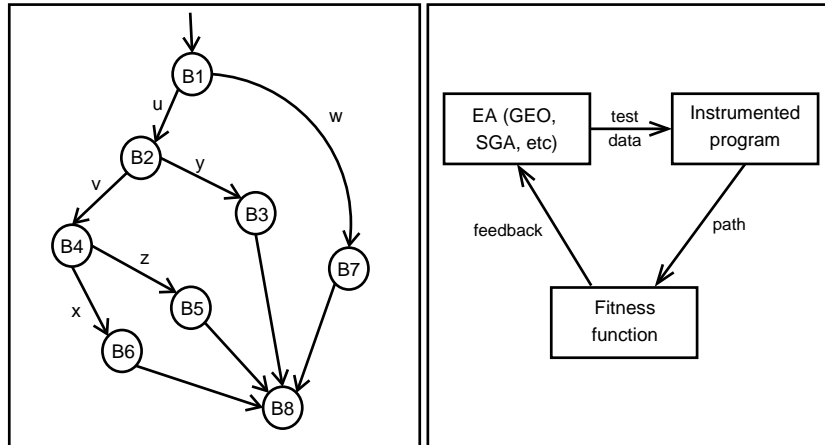 B1
u
w
B2
y
v
B3
B4
z
B7
B5
x
B6
B8
EA (GEO,
SGA, etc)
test
data
Instrumented
program
feedback
path
Fitness
function